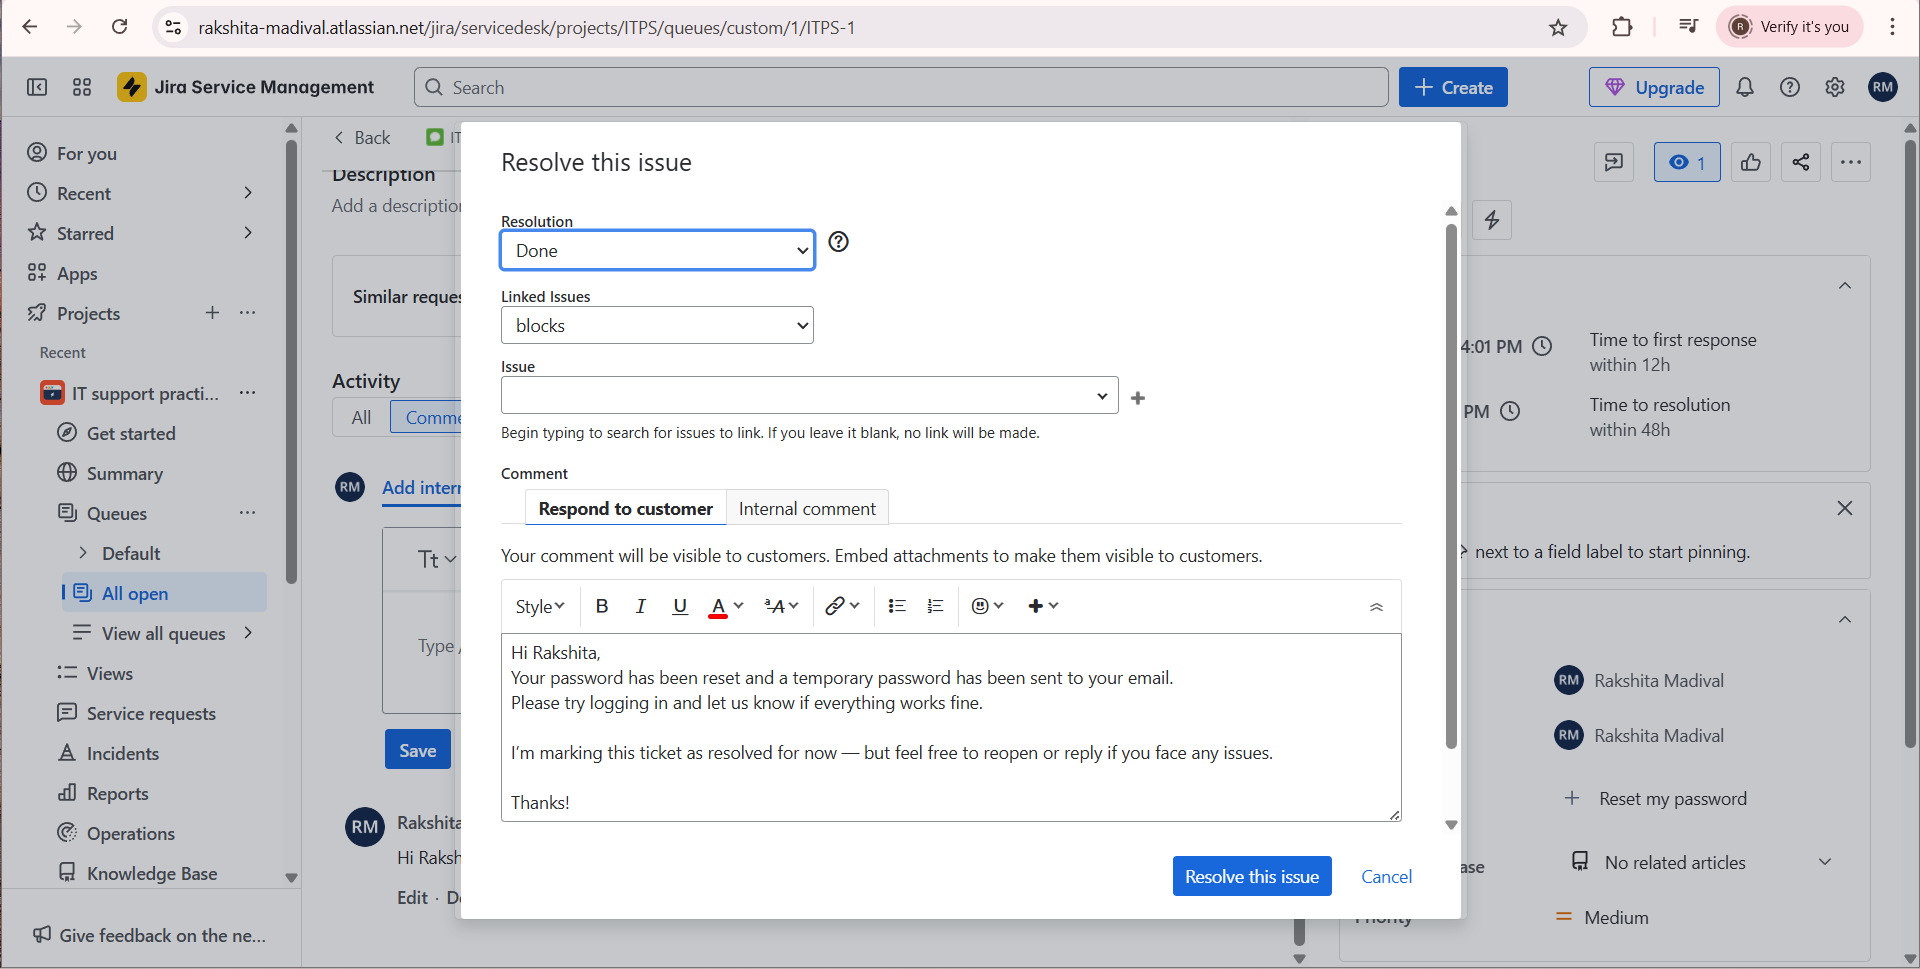 rakshita-madival.atlassian.net/jira/servicedesk/projects/ITPS/queues/custom/1/ITPS-1
R
Verify it's you
Jira Service Management
Search
Create
Upgrade
RM
For you
Recent
Starred
Apps
Projects
Recent
IT support practi...
Get started
Summary
Queues
Default
All open
View all queues
Views
Service requests
Incidents
Reports
Operations
Knowledge Base
Give feedback on the ne...
Back
IT
Description
Add a description
Similar reques
Activity
All
Comme
RM
Add intern
Tt
Type /
Save
RM
Rakshita
Hi Raksh
Edit · De
Resolve this issue
Resolution
Done
Linked Issues
blocks
Issue
Begin typing to search for issues to link. If you leave it blank, no link will be made.
Comment
Respond to customer
Internal comment
Your comment will be visible to customers. Embed attachments to make them visible to customers.
Style
B I U A ªA
Hi Rakshita,
Your password has been reset and a temporary password has been sent to your email.
Please try logging in and let us know if everything works fine.
I'm marking this ticket as resolved for now — but feel free to reopen or reply if you face any issues.
Thanks!
Resolve this issue
Cancel
1
4:01 PM
Time to first response
within 12h
PM
Time to resolution
within 48h
next to a field label to start pinning.
RM
Rakshita Madival
RM
Rakshita Madival
Reset my password
ase
No related articles
Priority
Medium